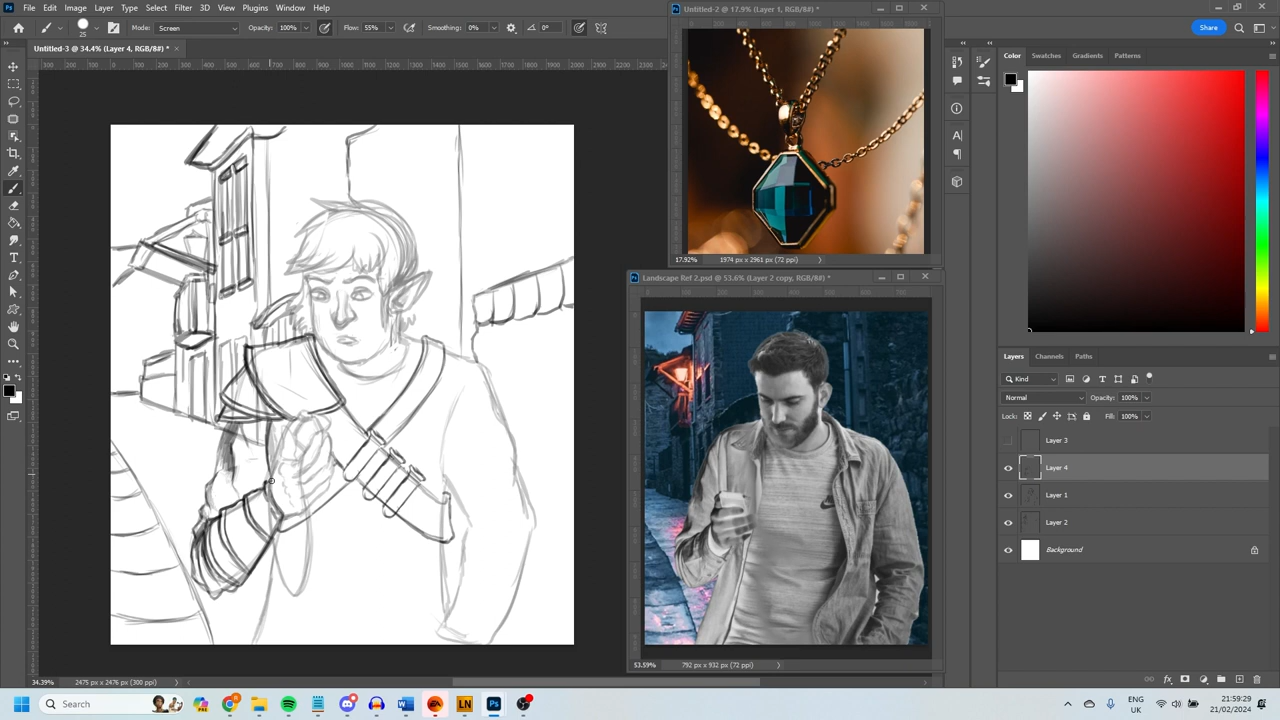 File Edit Image Layer Type Select Filter 3D View Plugins Window Help
Mode: Screen Opacity: 100% Flow: 55% Smoothing: 0% 0° Share
Untitled-3 @ 34.4% (Layer 4, RGB/8#) *
Untitled-2 @ 17.9% (Layer 1, RGB/8#) *
17.92% 1974 px x 2961 px (72 ppi)
Landscape Ref 2.psd @ 53.6% (Layer 2 copy, RGB/8#) *
53.59% 792 px x 932 px (72 ppi)
Color Swatches Gradients Patterns
Layers Channels Paths
Kind
Normal Opacity: 100%
Lock: Fill: 100%
Layer 3
Layer 4
Layer 1
Layer 2
Background
34.39% 2475 px x 2476 px (300 ppi)
Search
ENG
UK
21:59:29
21/02/2024